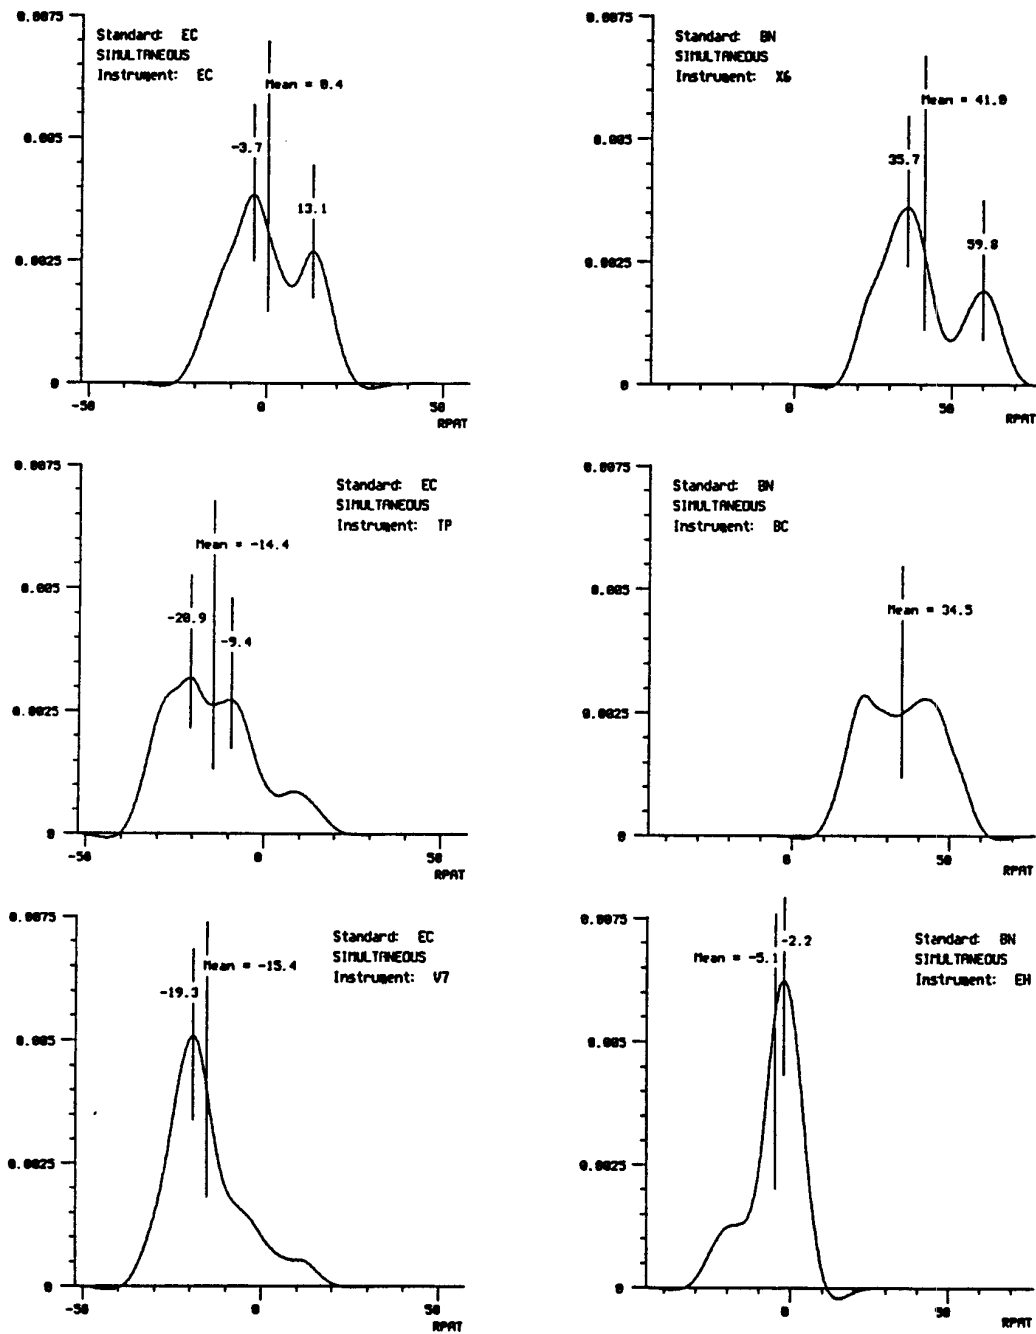 0.0075
Standard: EC
SIMULTANEOUS
Instrument: EC
Mean = 0.4
0.005
-3.7
13.1
0.0025
0
-50
0
50
RPAT
0.0075
Standard: BN
SIMULTANEOUS
Instrument: X6
Mean = 41.0
0.005
35.7
59.8
0.0025
0
0
50
RPAT
0.0075
Standard: EC
SIMULTANEOUS
Instrument: TP
Mean = -14.4
0.005
-20.9
-9.4
0.0025
0
-50
0
50
RPAT
0.0075
Standard: BN
SIMULTANEOUS
Instrument: BC
0.005
Mean = 34.5
0.0025
0
0
50
RPAT
0.0075
Standard: EC
SIMULTANEOUS
Instrument: V7
Mean = -15.4
-19.3
0.005
0.0025
0
-50
0
50
RPAT
0.0075
-2.2
Mean = -5.1
Standard: BN
SIMULTANEOUS
Instrument: EH
0.005
0.0025
0
0
50
RPAT